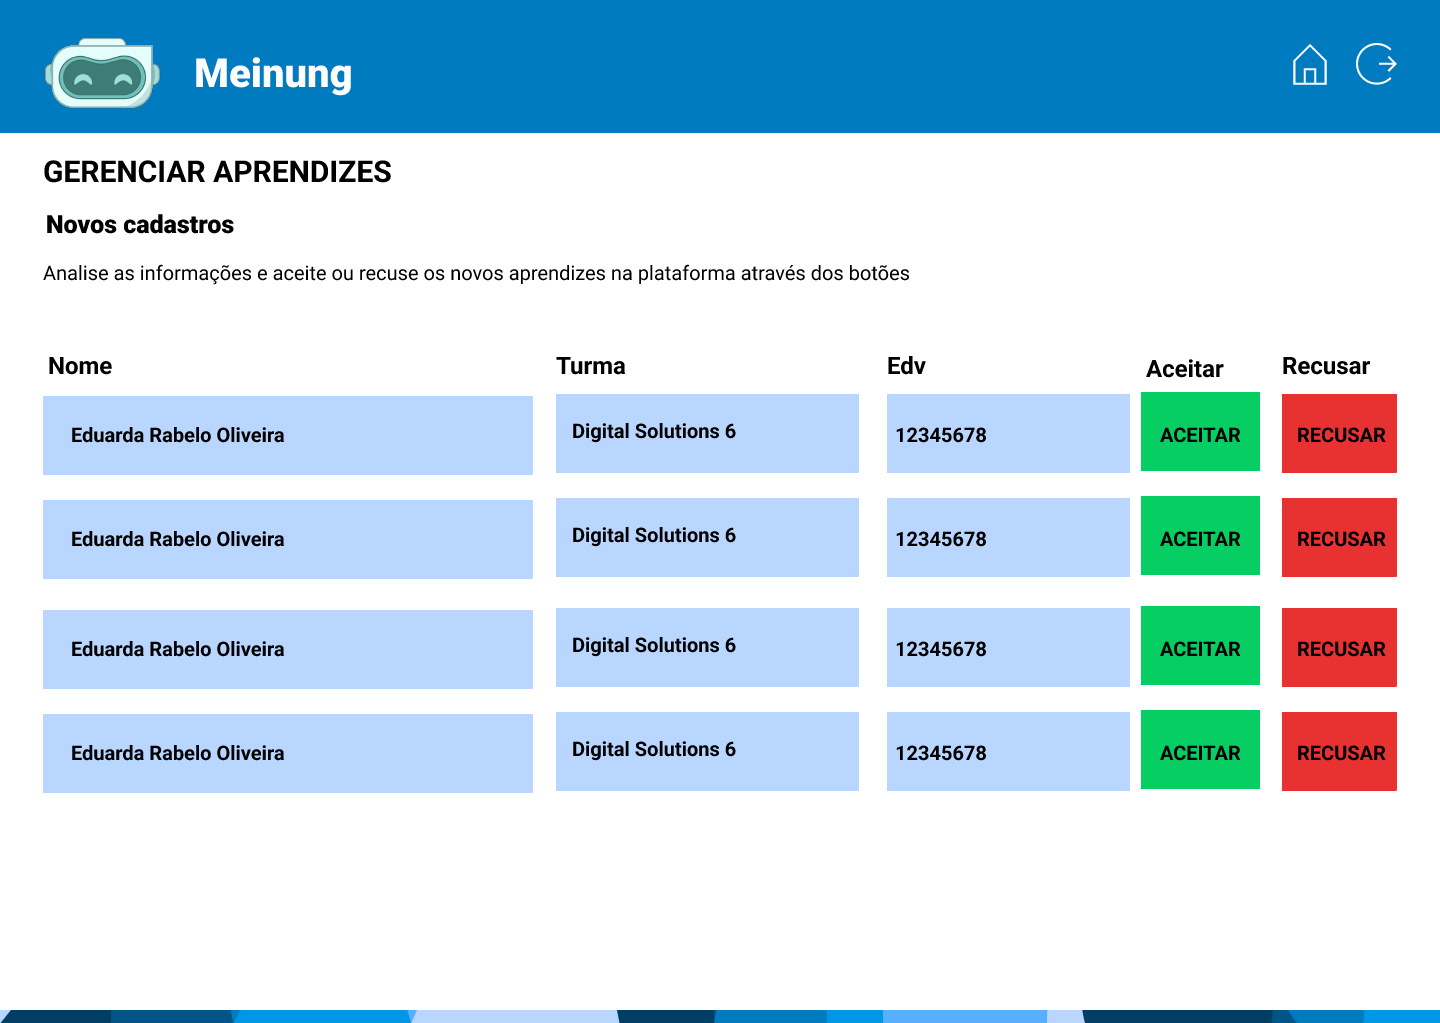 Meinung
GERENCIAR APRENDIZES
Novos cadastros
Analise as informações e aceite ou recuse os novos aprendizes na plataforma através dos botões
Nome Turma Edv Aceitar Recusar
Eduarda Rabelo Oliveira Digital Solutions 6 12345678 ACEITAR RECUSAR
Eduarda Rabelo Oliveira Digital Solutions 6 12345678 ACEITAR RECUSAR
Eduarda Rabelo Oliveira Digital Solutions 6 12345678 ACEITAR RECUSAR
Eduarda Rabelo Oliveira Digital Solutions 6 12345678 ACEITAR RECUSAR